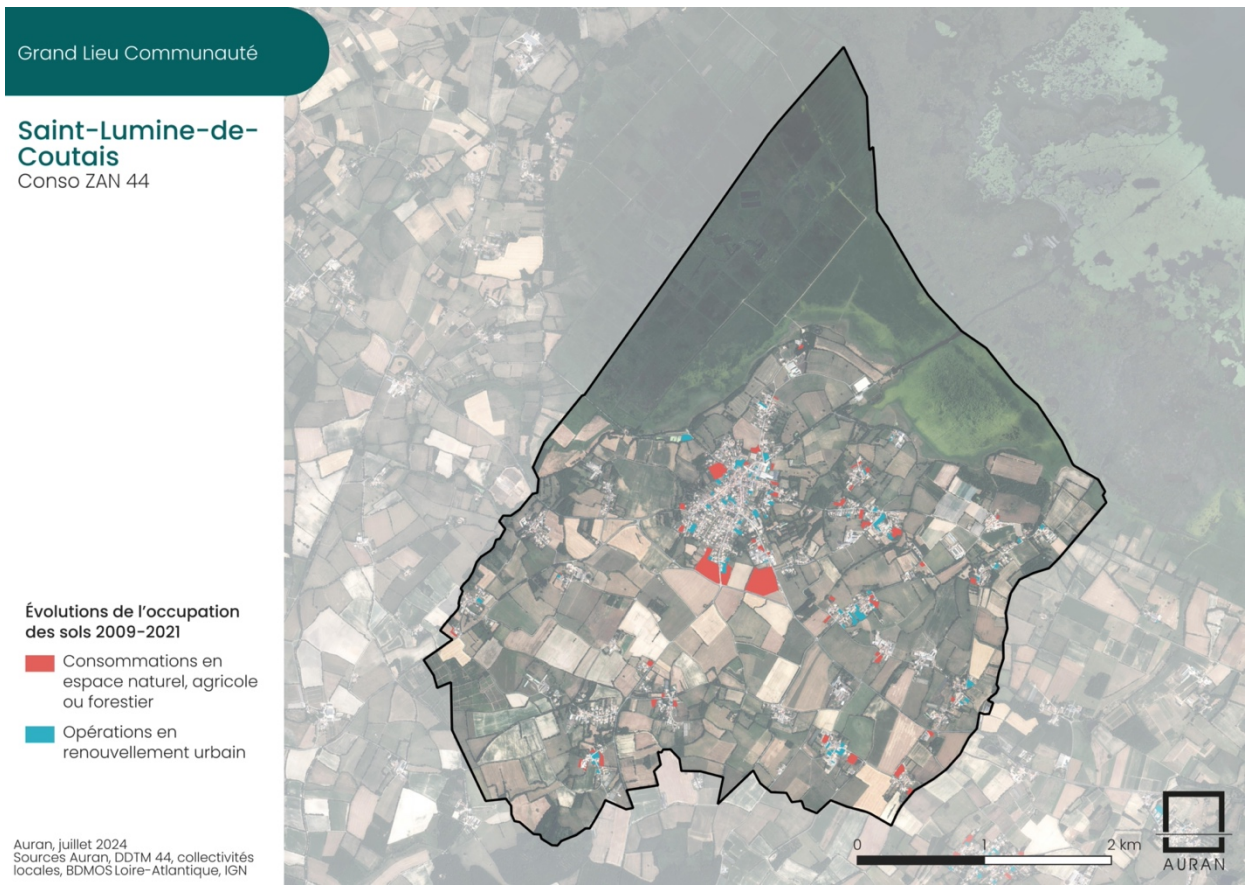 Grand Lieu Communauté
Saint-Lumine-de-
Coutais
Conso ZAN 44
Évolutions de l'occupation
des sols 2009-2021
Consommations en
espace naturel, agricole
ou forestier
Opérations en
renouvellement urbain
Auran, juillet 2024
Sources Auran, DDTM 44, collectivités
locales, BDMOS Loire-Atlantique, IGN
0 1 2 km
AURAN